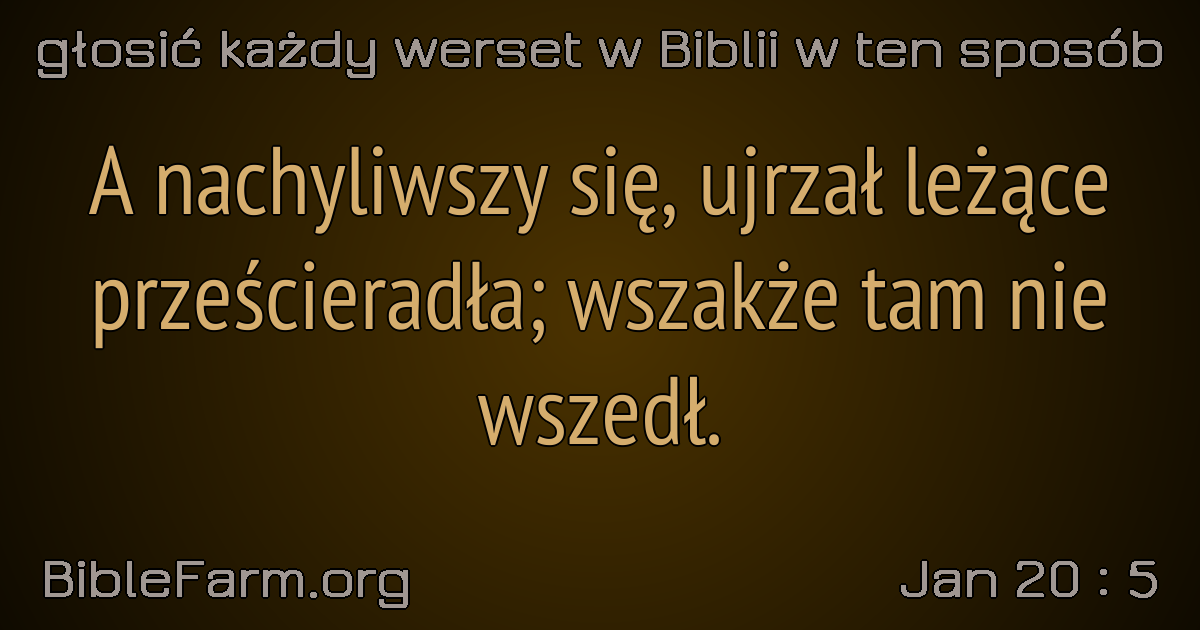 głosić każdy werset w Biblii w ten sposób
A nachyliwszy się, ujrzał leżące
prześcieradła; wszakże tam nie
wszedł.
BibleFarm.org
Jan 20 : 5